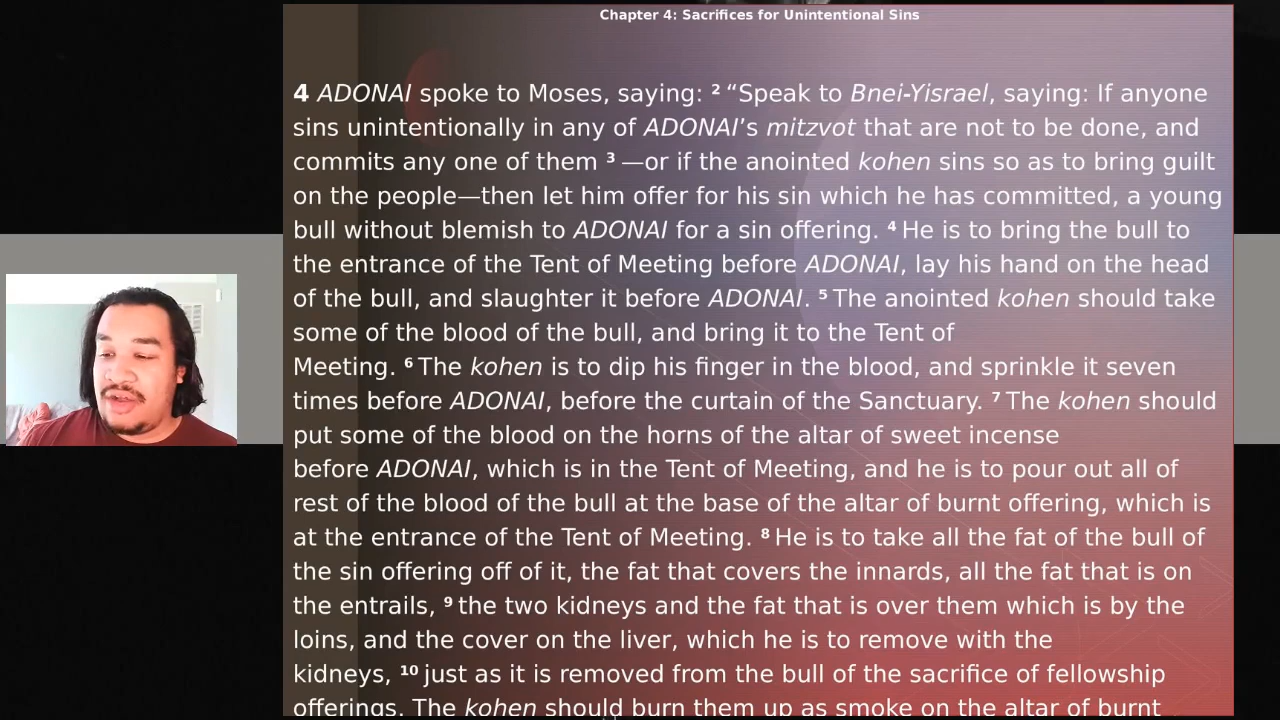 Chapter 4: Sacrifices for Unintentional Sins
4 ADONAI spoke to Moses, saying: ² “Speak to Bnei-Yisrael, saying: If anyone
sins unintentionally in any of ADONAI’s mitzvot that are not to be done, and
commits any one of them ³ —or if the anointed kohen sins so as to bring guilt
on the people—then let him offer for his sin which he has committed, a young
bull without blemish to ADONAI for a sin offering. ⁴ He is to bring the bull to
the entrance of the Tent of Meeting before ADONAI, lay his hand on the head
of the bull, and slaughter it before ADONAI. ⁵ The anointed kohen should take
some of the blood of the bull, and bring it to the Tent of
Meeting. ⁶ The kohen is to dip his finger in the blood, and sprinkle it seven
times before ADONAI, before the curtain of the Sanctuary. ⁷ The kohen should
put some of the blood on the horns of the altar of sweet incense
before ADONAI, which is in the Tent of Meeting, and he is to pour out all of
rest of the blood of the bull at the base of the altar of burnt offering, which is
at the entrance of the Tent of Meeting. ⁸ He is to take all the fat of the bull of
the sin offering off of it, the fat that covers the innards, all the fat that is on
the entrails, ⁹ the two kidneys and the fat that is over them which is by the
loins, and the cover on the liver, which he is to remove with the
kidneys, ¹⁰ just as it is removed from the bull of the sacrifice of fellowship
offerings. The kohen should burn them up as smoke on the altar of burnt